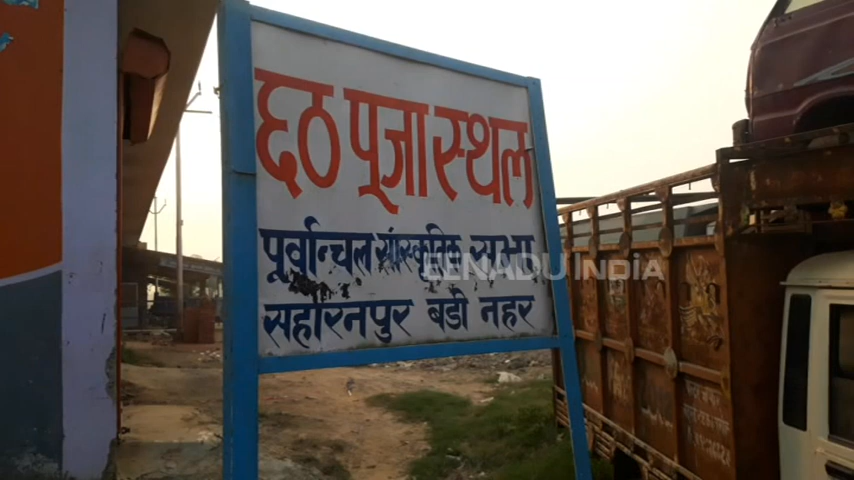 छठ पूजा स्थल
पूर्वान्चल सांस्कृतिक सभा
EENADU INDIA
सहारनपुर बडी नहर